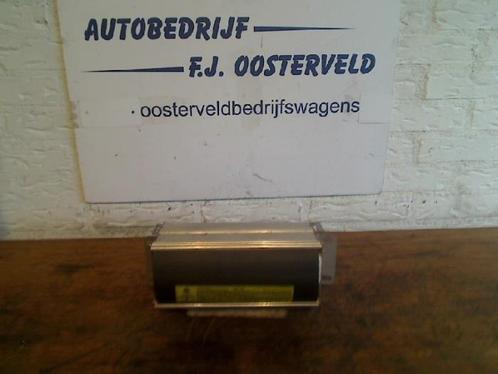 AUTOBEDRIJF
F.J. OOSTERVELD
· oosterveldbedrijfswagens